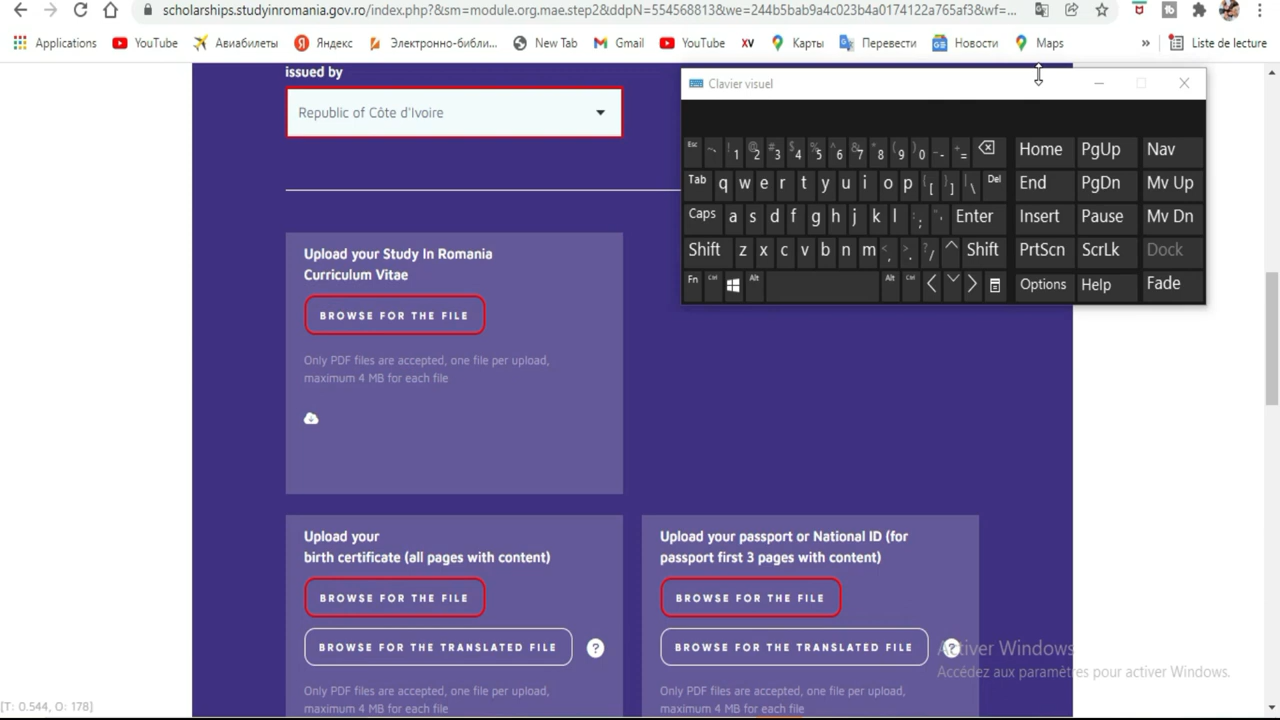 scholarships.studyinromania.gov.ro/index.php?&sm=module.org.mae.step2&ddpN=554568813&we=244b5bab9a4c023b4a0174122a765af3&wf=...
Applications YouTube Авиабилеты Яндекс Электронно-библи... New Tab Gmail YouTube XV Карты Перевести Новости Maps » Liste de lecture
issued by
Republic of Côte d'Ivoire
Clavier visuel
Esc ~ ` ! 1 @ 2 # 3 $ 4 % 5 ^ 6 & 7 * 8 ( 9 ) 0 _ - + = Home PgUp Nav
Tab q w e r t y u i o p { [ } ] | \ Del End PgDn Mv Up
Caps a s d f g h j k l : ; " ' Enter Insert Pause Mv Dn
Shift z x c v b n m < , > . ? / Shift PrtScn ScrLk Dock
Fn Ctrl Alt Alt Ctrl Options Help Fade
Upload your Study In Romania
Curriculum Vitae
BROWSE FOR THE FILE
Only PDF files are accepted, one file per upload,
maximum 4 MB for each file
Upload your
birth certificate (all pages with content)
BROWSE FOR THE FILE
BROWSE FOR THE TRANSLATED FILE ?
Only PDF files are accepted, one file per upload,
maximum 4 MB for each file
Upload your passport or National ID (for
passport first 3 pages with content)
BROWSE FOR THE FILE
BROWSE FOR THE TRANSLATED FILE ?
Only PDF files are accepted, one file per upload,
maximum 4 MB for each file
Activer Windows
Accédez aux paramètres pour activer Windows.
[T: 0.544, O: 178]